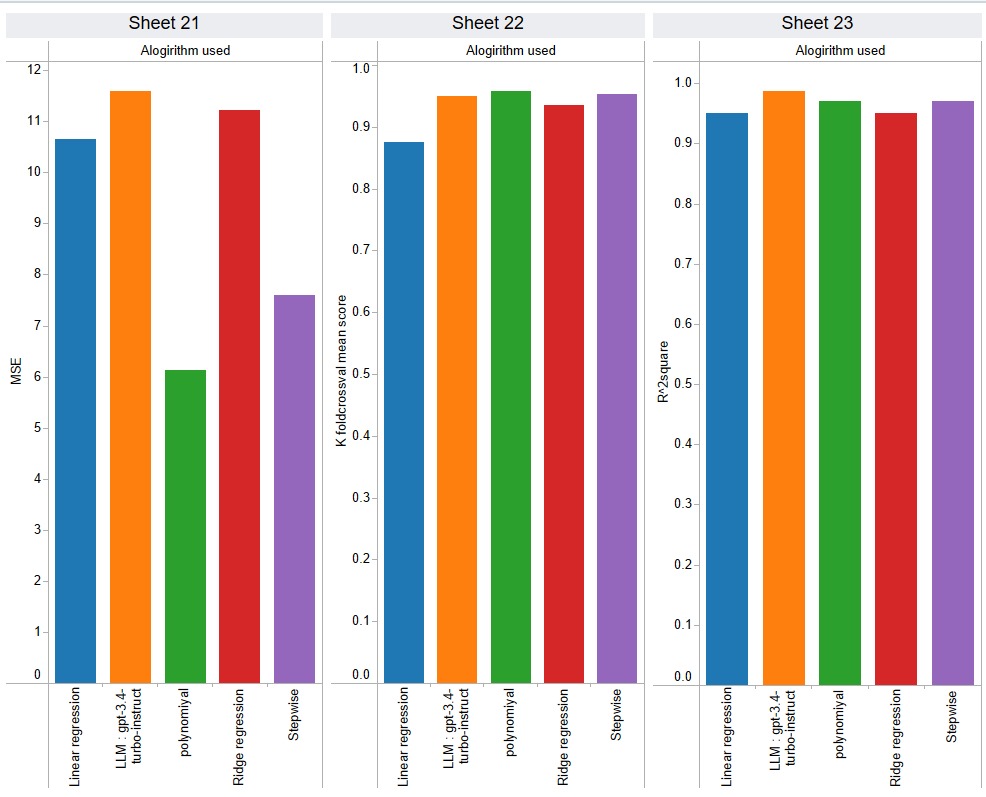 Sheet 21
Alogirithm used
12
11
10
9
8
7
6
5
4
3
2
1
0
MSE
Linear regression
LLM : gpt-3.4-
turbo-instruct
polynomiyal
Ridge regression
Stepwise
Sheet 22
Alogirithm used
1.0
0.9
0.8
0.7
0.6
0.5
0.4
0.3
0.2
0.1
0.0
K foldcrossval mean score
Linear regression
LLM : gpt-3.4-
turbo-instruct
polynomiyal
Ridge regression
Stepwise
Sheet 23
Alogirithm used
1.0
0.9
0.8
0.7
0.6
0.5
0.4
0.3
0.2
0.1
0.0
R^2square
Linear regression
LLM : gpt-3.4-
turbo-instruct
polynomiyal
Ridge regression
Stepwise